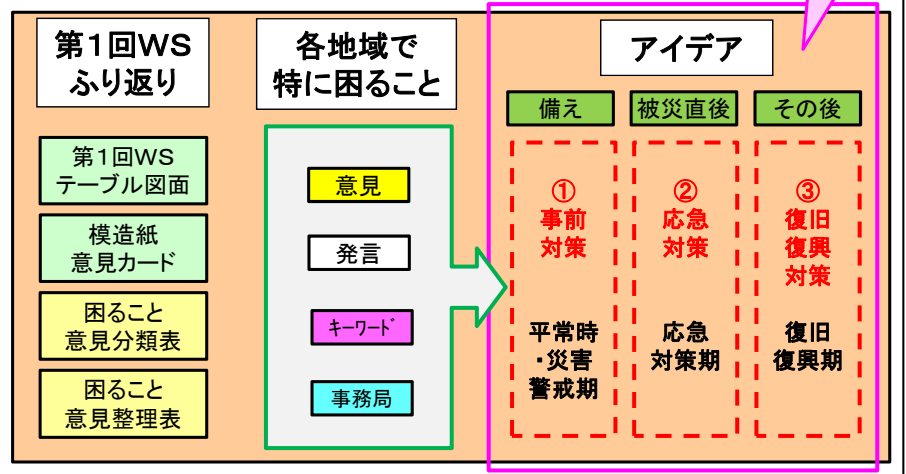 第1回WS
ふり返り
第1回WS
テーブル図面
模造紙
意見カード
困ること
意見分類表
困ること
意見整理表
各地域で
特に困ること
意見
発言
ｷｰﾜｰﾄﾞ
事務局
アイデア
備え
被災直後
その後
①
事前
対策
平常時
・災害
警戒期
②
応急
対策
応急
対策期
③
復旧
復興
対策
復旧
復興期